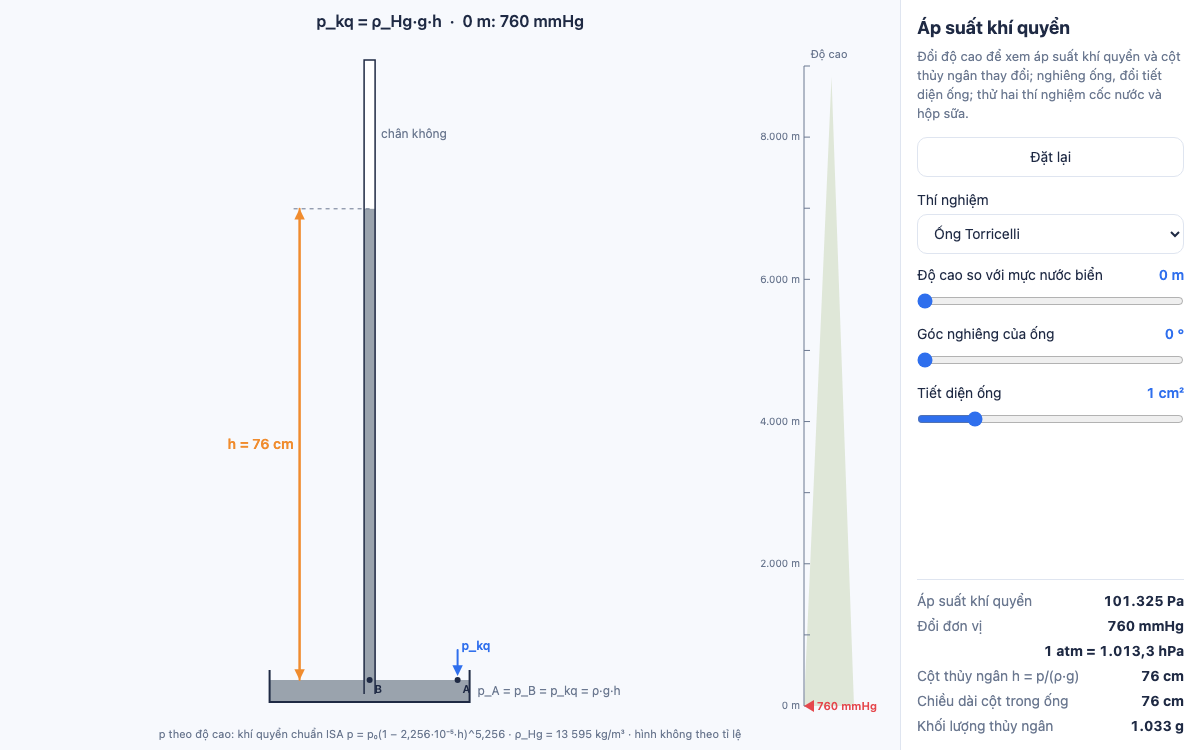 p_kq = ρ_Hg·g·h · 0 m: 760 mmHg
chân không
h = 76 cm
p_kq
B
A
p_A = p_B = p_kq = ρ·g·h
p theo độ cao: khí quyển chuẩn ISA p = p₀(1 − 2,256·10⁻⁵·h)^5,256 · ρ_Hg = 13 595 kg/m³ · hình không theo tỉ lệ
Độ cao
8.000 m
6.000 m
4.000 m
2.000 m
0 m
760 mmHg
Áp suất khí quyển
Đổi độ cao để xem áp suất khí quyển và cột
thủy ngân thay đổi; nghiêng ống, đổi tiết
diện ống; thử hai thí nghiệm cốc nước và
hộp sữa.
Đặt lại
Thí nghiệm
Ống Torricelli
Độ cao so với mực nước biển 0 m
Góc nghiêng của ống 0 °
Tiết diện ống 1 cm²
Áp suất khí quyển 101.325 Pa
Đổi đơn vị 760 mmHg
1 atm = 1.013,3 hPa
Cột thủy ngân h = p/(ρ·g) 76 cm
Chiều dài cột trong ống 76 cm
Khối lượng thủy ngân 1.033 g